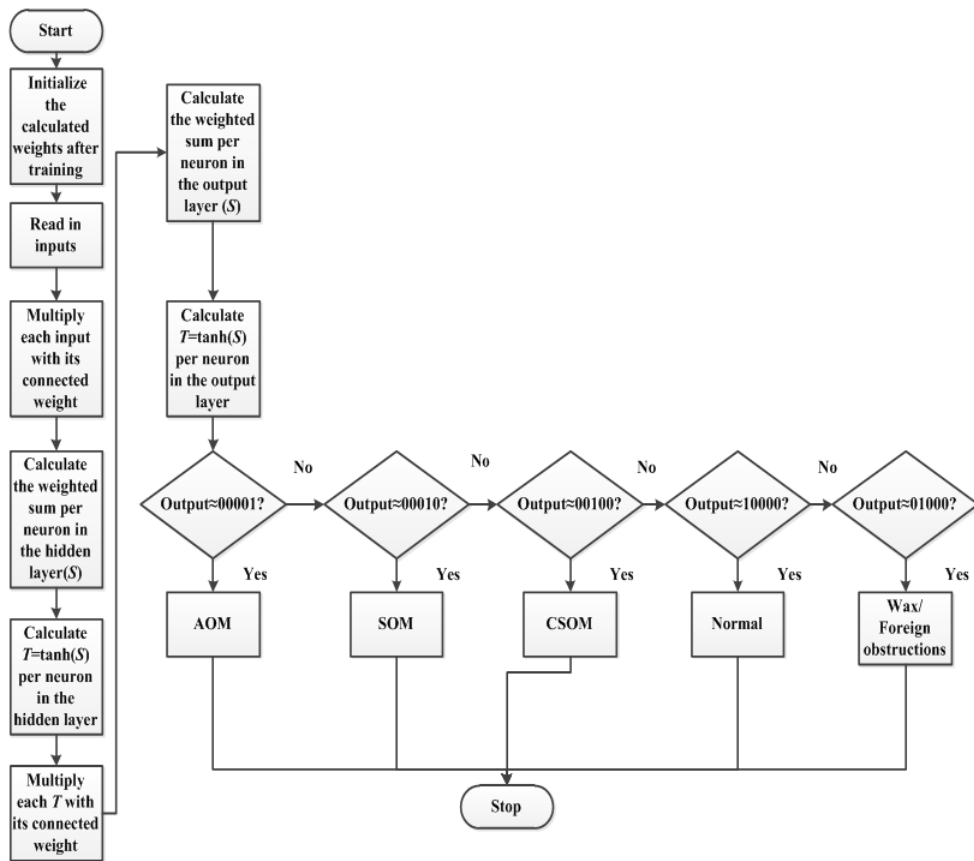 Start
Initialize
the
calculated
weights after
training
Read in
inputs
Multiply
each input
with its
connected
weight
Calculate
the weighted
sum per
neuron in
the hidden
layer(S)
Calculate
T=tanh(S)
per neuron
in the
hidden layer
Multiply
each T with
its connected
weight
Calculate
the weighted
sum per
neuron in
the output
layer (S)
Calculate
T=tanh(S)
per neuron
in the output
layer
Output≈00001?
No
Output≈00010?
No
Output≈00100?
No
Output≈10000?
No
Output≈01000?
Yes
Yes
Yes
Yes
Yes
AOM
SOM
CSOM
Normal
Wax/
Foreign
obstructions
Stop